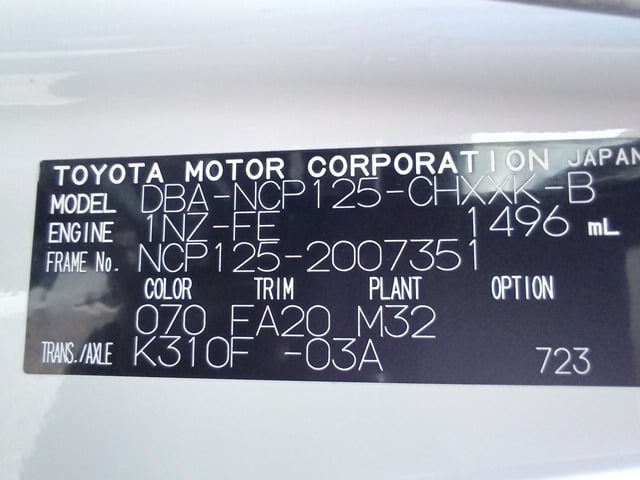 TOYOTA MOTOR CORPORATION JAPAN
MODEL DBA-NCP125-CHXXK-B
ENGINE 1NZ-FE 1496 mL
FRAME No. NCP125-2007351
COLOR TRIM PLANT OPTION
070 FA20 M32
TRANS./AXLE K310F -03A 723